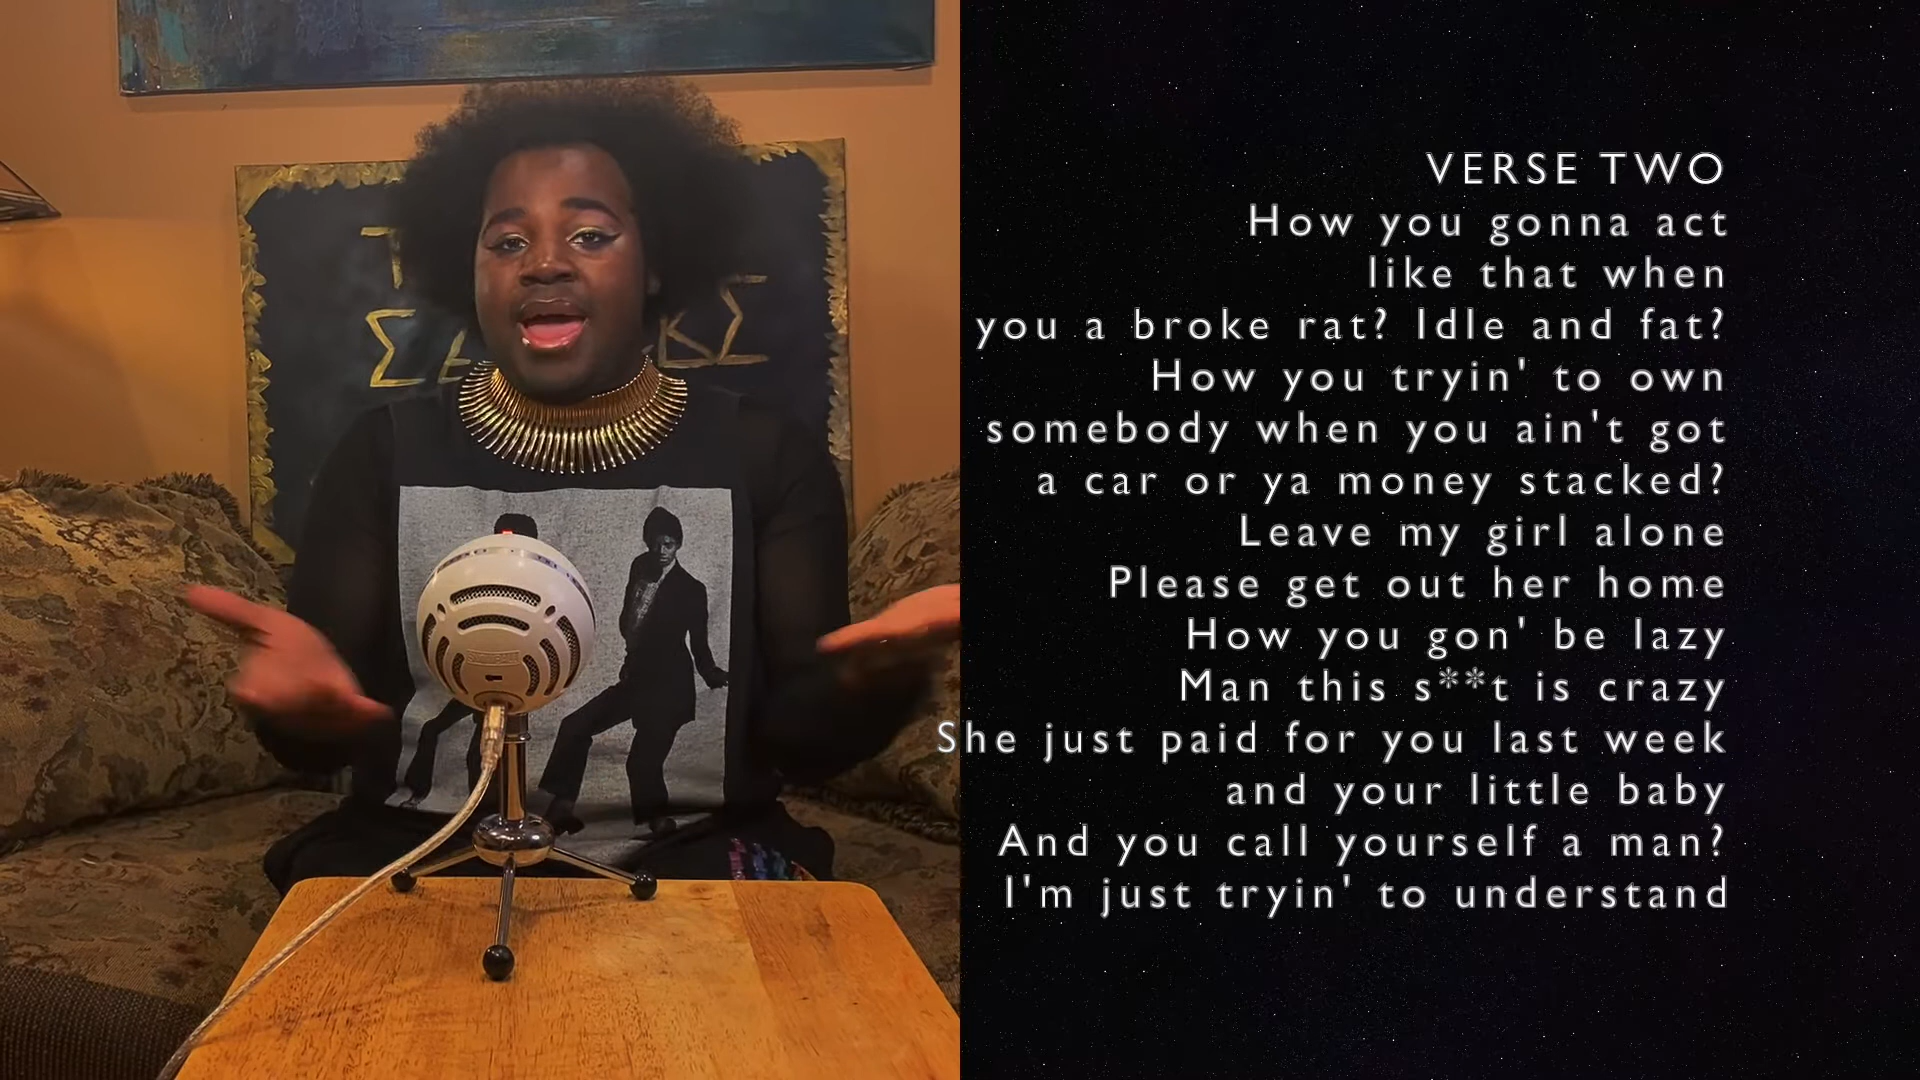 VERSE TWO
How you gonna act
like that when
you a broke rat? Idle and fat?
How you tryin' to own
somebody when you ain't got
a car or ya money stacked?
Leave my girl alone
Please get out her home
How you gon' be lazy
Man this s**t is crazy
She just paid for you last week
and your little baby
And you call yourself a man?
I'm just tryin' to understand